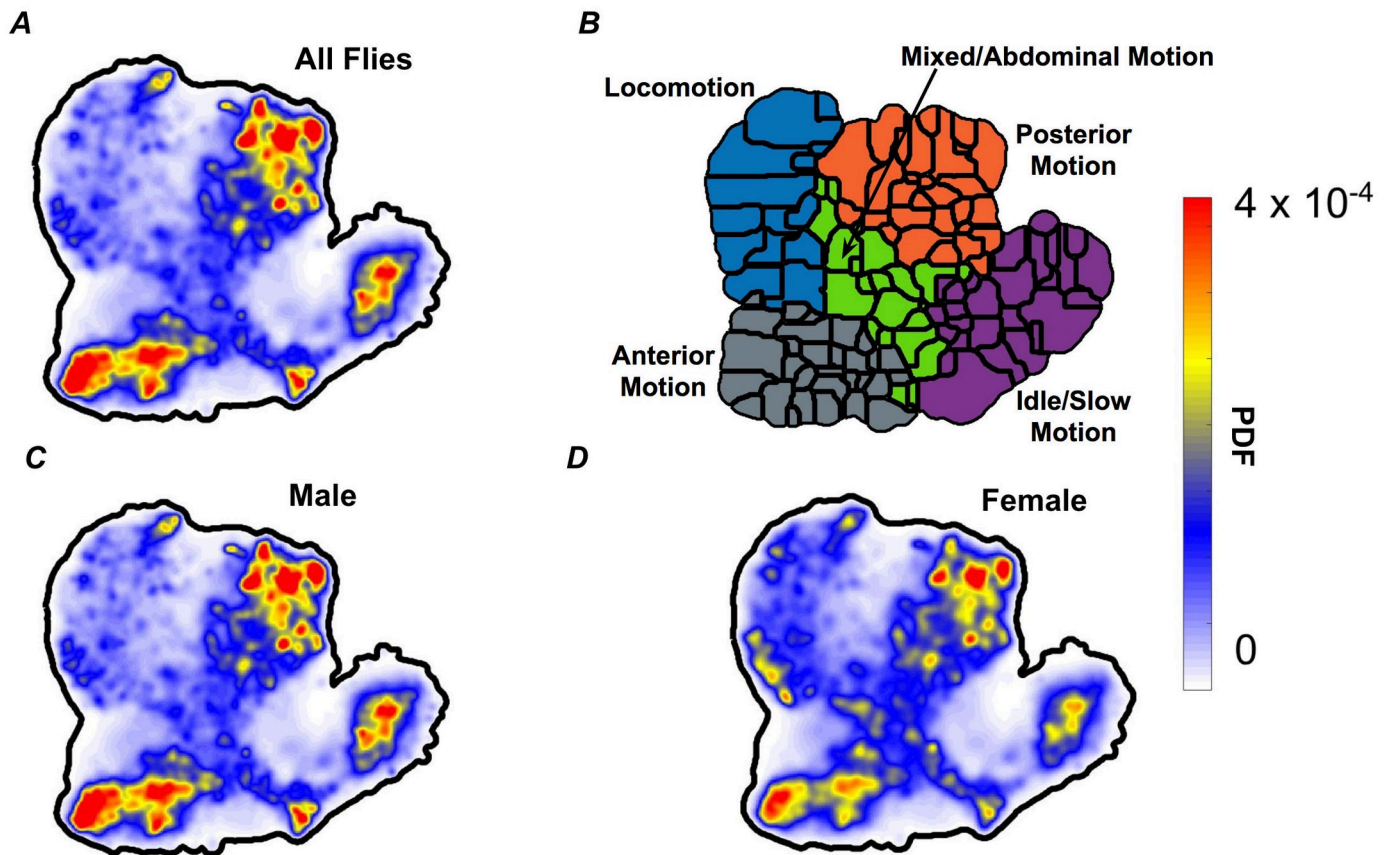 A
All Flies
B
Mixed/Abdominal Motion
Locomotion
Posterior
Motion
Anterior
Motion
Idle/Slow
Motion
4 x 10-4
PDF
0
C
Male
D
Female